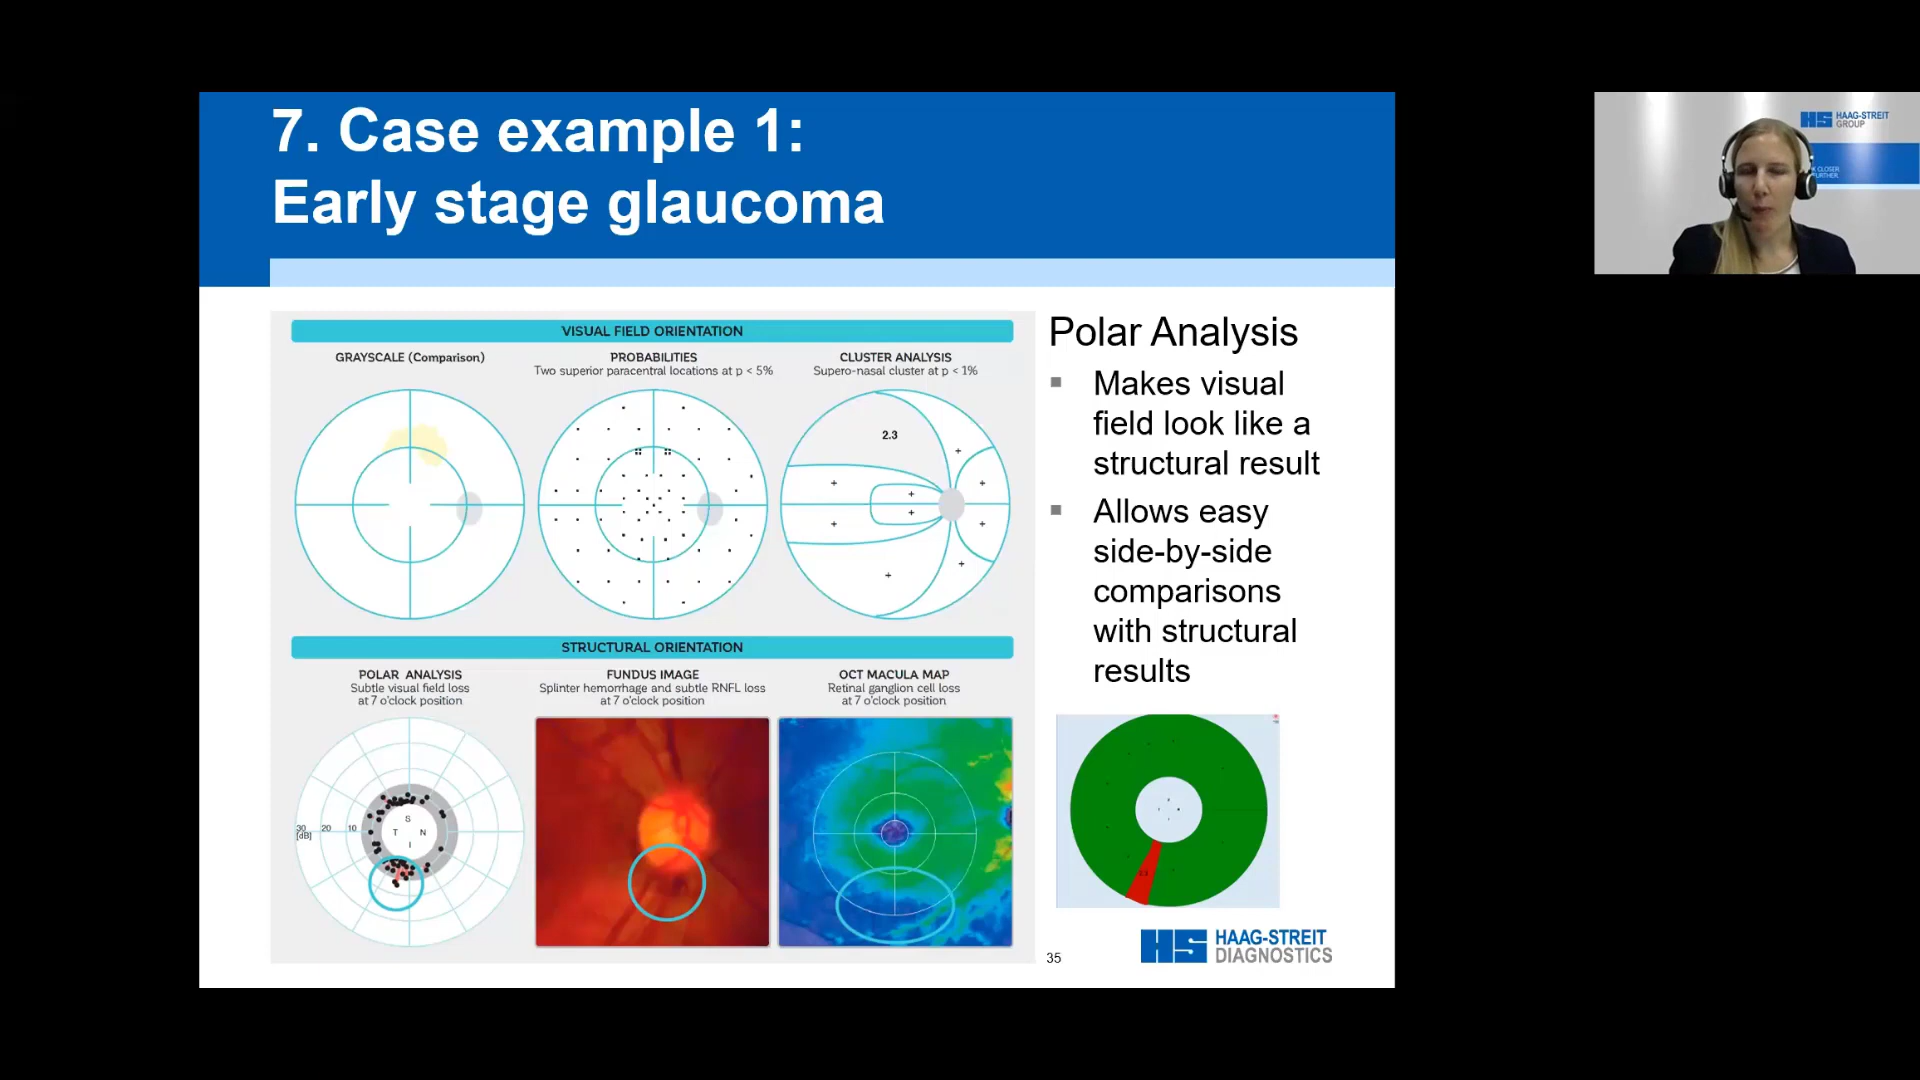 7. Case example 1:
Early stage glaucoma
HAAG-STREIT
GROUP
CLOSER
FURTHER
VISUAL FIELD ORIENTATION
GRAYSCALE (Comparison)
PROBABILITIES
Two superior paracentral locations at p < 5%
CLUSTER ANALYSIS
Supero-nasal cluster at p < 1%
2.3
+
+
+
+
+
+
+
+
+
STRUCTURAL ORIENTATION
POLAR ANALYSIS
Subtle visual field loss
at 7 o'clock position
FUNDUS IMAGE
Splinter hemorrhage and subtle RNFL loss
at 7 o'clock position
OCT MACULA MAP
Retinal ganglion cell loss
at 7 o'clock position
30 20 10
[dB]
S
T N
I
Polar Analysis
Makes visual
field look like a
structural result
Allows easy
side-by-side
comparisons
with structural
results
35
HS HAAG-STREIT
DIAGNOSTICS